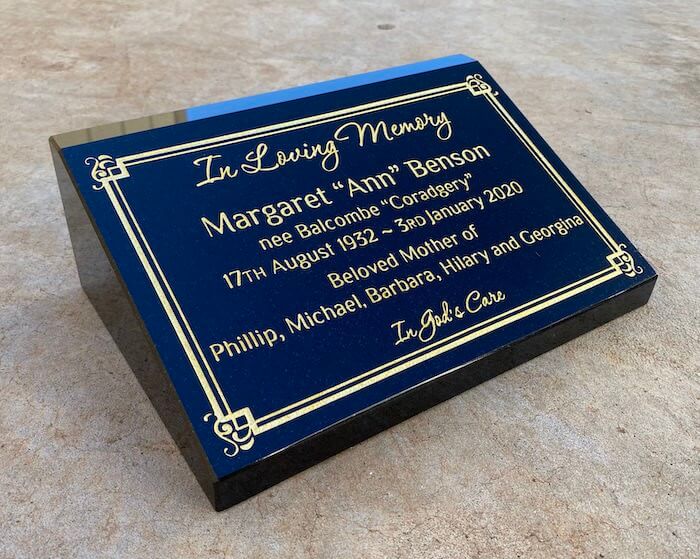 In Loving Memory
Margaret “Ann” Benson
nee Balcombe “Coradgery”
17TH August 1932 ~ 3RD January 2020
Beloved Mother of
Phillip, Michael, Barbara, Hilary and Georgina
In God's Care